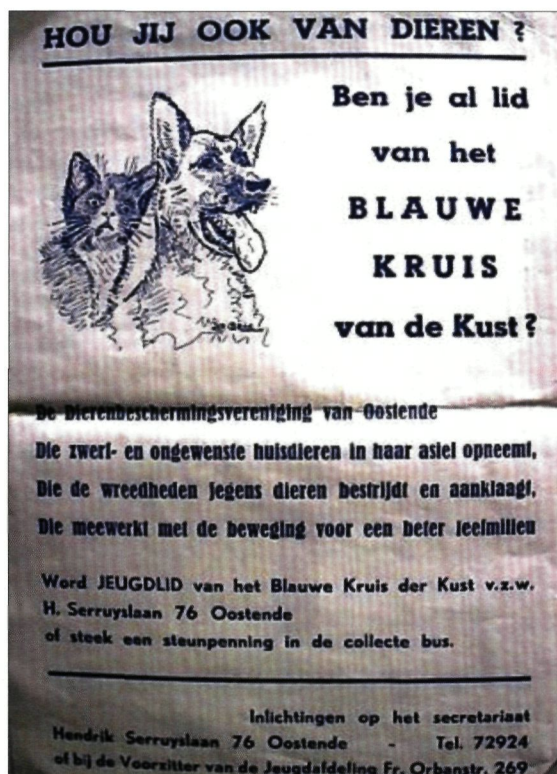 HOU JIJ OOK VAN DIEREN ?
Ben je al lid
van het
BLAUWE
KRUIS
van de Kust?
De Dierenbeschermingsvereniging van Oostende
Die zwerf- en ongewenste huisdieren in haar asiel opneemt,
Die de wreedheden jegens dieren bestrijdt en aanklaagt,
Die meewerkt met de beweging voor een beter leefmilieu
Word JEUGDLID van het Blauwe Kruis der Kust v.z.w.
H. Serruyslaan 76 Oostende
of steek een steunpenning in de collecte bus.
Inlichtingen op het secretariaat
Hendrik Serruyslaan 76 Oostende - Tel. 72924
of bij de Voorzitter van de Jeugdafdeling Fr. Orbanstr. 269